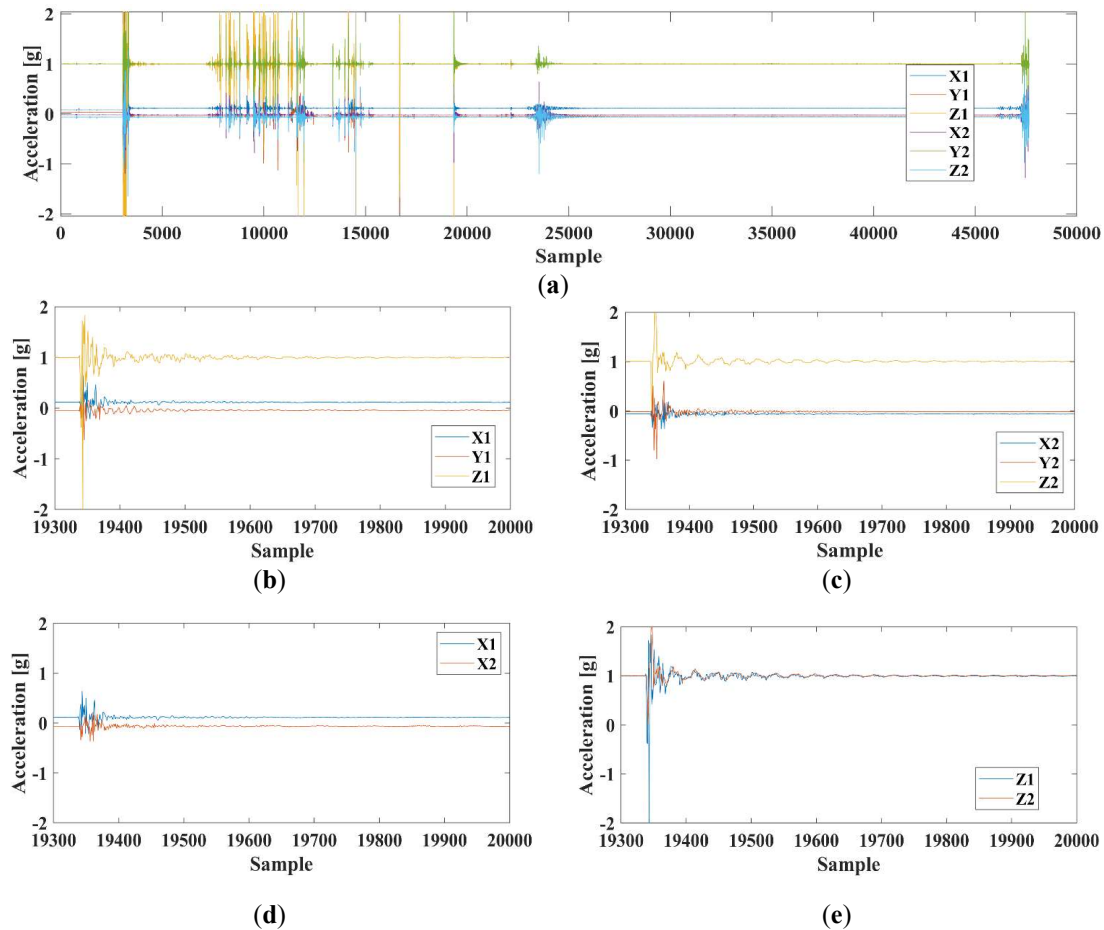 Acceleration [g]
2
1
0
-1
-2
X1
Y1
Z1
X2
Y2
Z2
0 5000 10000 15000 20000 25000 30000 35000 40000 45000 50000
Sample
(a)
Acceleration [g]
2
1
0
-1
-2
X1
Y1
Z1
19300 19400 19500 19600 19700 19800 19900 20000
Sample
(b)
Acceleration [g]
2
1
0
-1
-2
X2
Y2
Z2
19300 19400 19500 19600 19700 19800 19900 20000
Sample
(c)
Acceleration [g]
2
1
0
-1
-2
X1
X2
19300 19400 19500 19600 19700 19800 19900 20000
Sample
(d)
Acceleration [g]
2
1
0
-1
-2
Z1
Z2
19300 19400 19500 19600 19700 19800 19900 20000
Sample
(e)